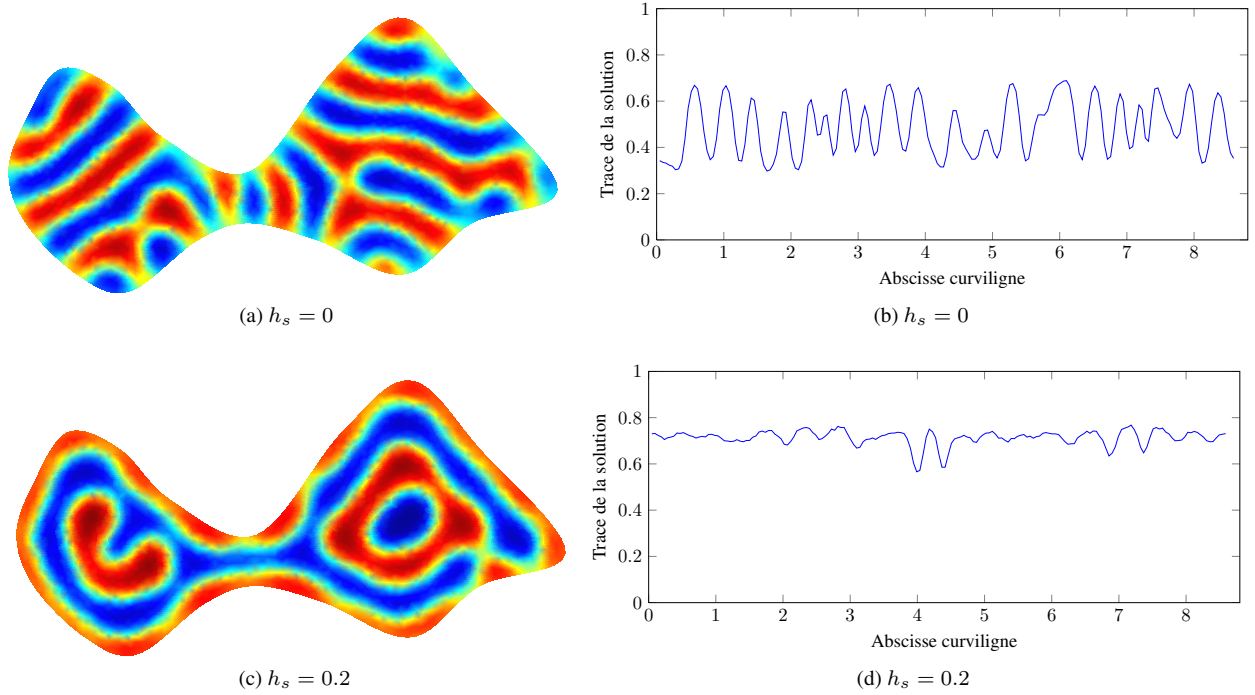 1
0.8
0.6
0.4
0.2
0
Trace de la solution
0 1 2 3 4 5 6 7 8
Abscisse curviligne
(a) h_s = 0
(b) h_s = 0
1
0.8
0.6
0.4
0.2
0
Trace de la solution
0 1 2 3 4 5 6 7 8
Abscisse curviligne
(c) h_s = 0.2
(d) h_s = 0.2